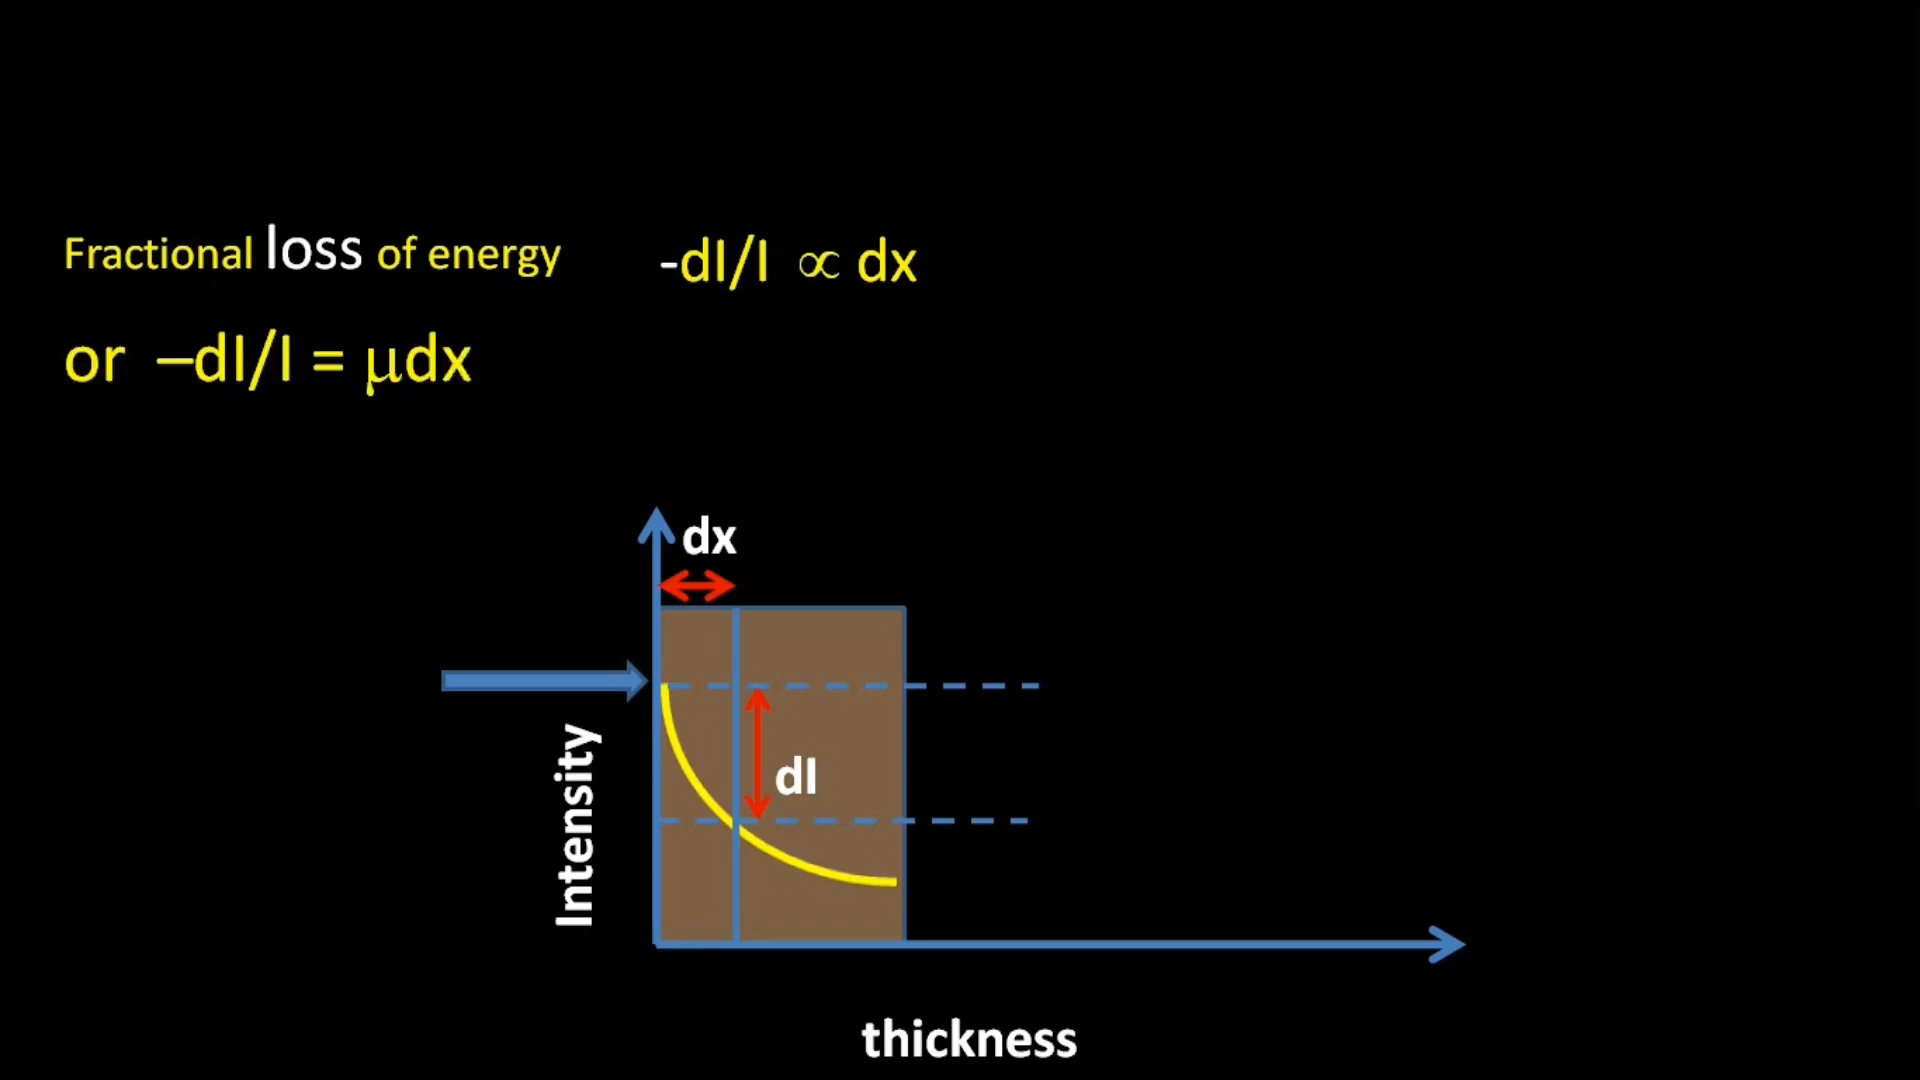 Fractional loss of energy -dI/I ∝ dx
or –dI/I = μdx
dx
dI
Intensity
thickness